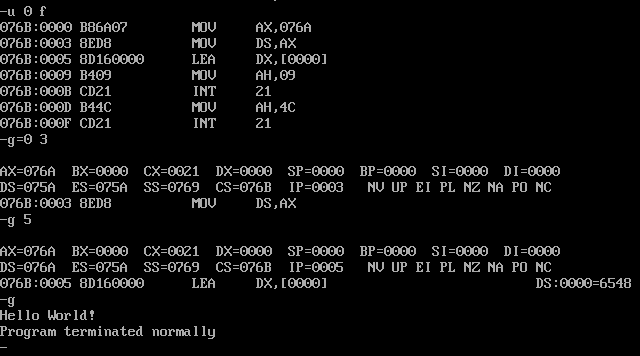 -u 0 f
076B:0000 B86A07        MOV     AX,076A
076B:0003 8ED8          MOV     DS,AX
076B:0005 8D160000      LEA     DX,[0000]
076B:0009 B409          MOV     AH,09
076B:000B CD21          INT     21
076B:000D B44C          MOV     AH,4C
076B:000F CD21          INT     21
-g=0 3
AX=076A  BX=0000  CX=0021  DX=0000  SP=0000  BP=0000  SI=0000  DI=0000
DS=075A  ES=075A  SS=0769  CS=076B  IP=0003   NV UP EI PL NZ NA PO NC
076B:0003 8ED8          MOV     DS,AX
-g 5
AX=076A  BX=0000  CX=0021  DX=0000  SP=0000  BP=0000  SI=0000  DI=0000
DS=076A  ES=075A  SS=0769  CS=076B  IP=0005   NV UP EI PL NZ NA PO NC
076B:0005 8D160000      LEA     DX,[0000]                          DS:0000=6548
-g
Hello World!
Program terminated normally
-